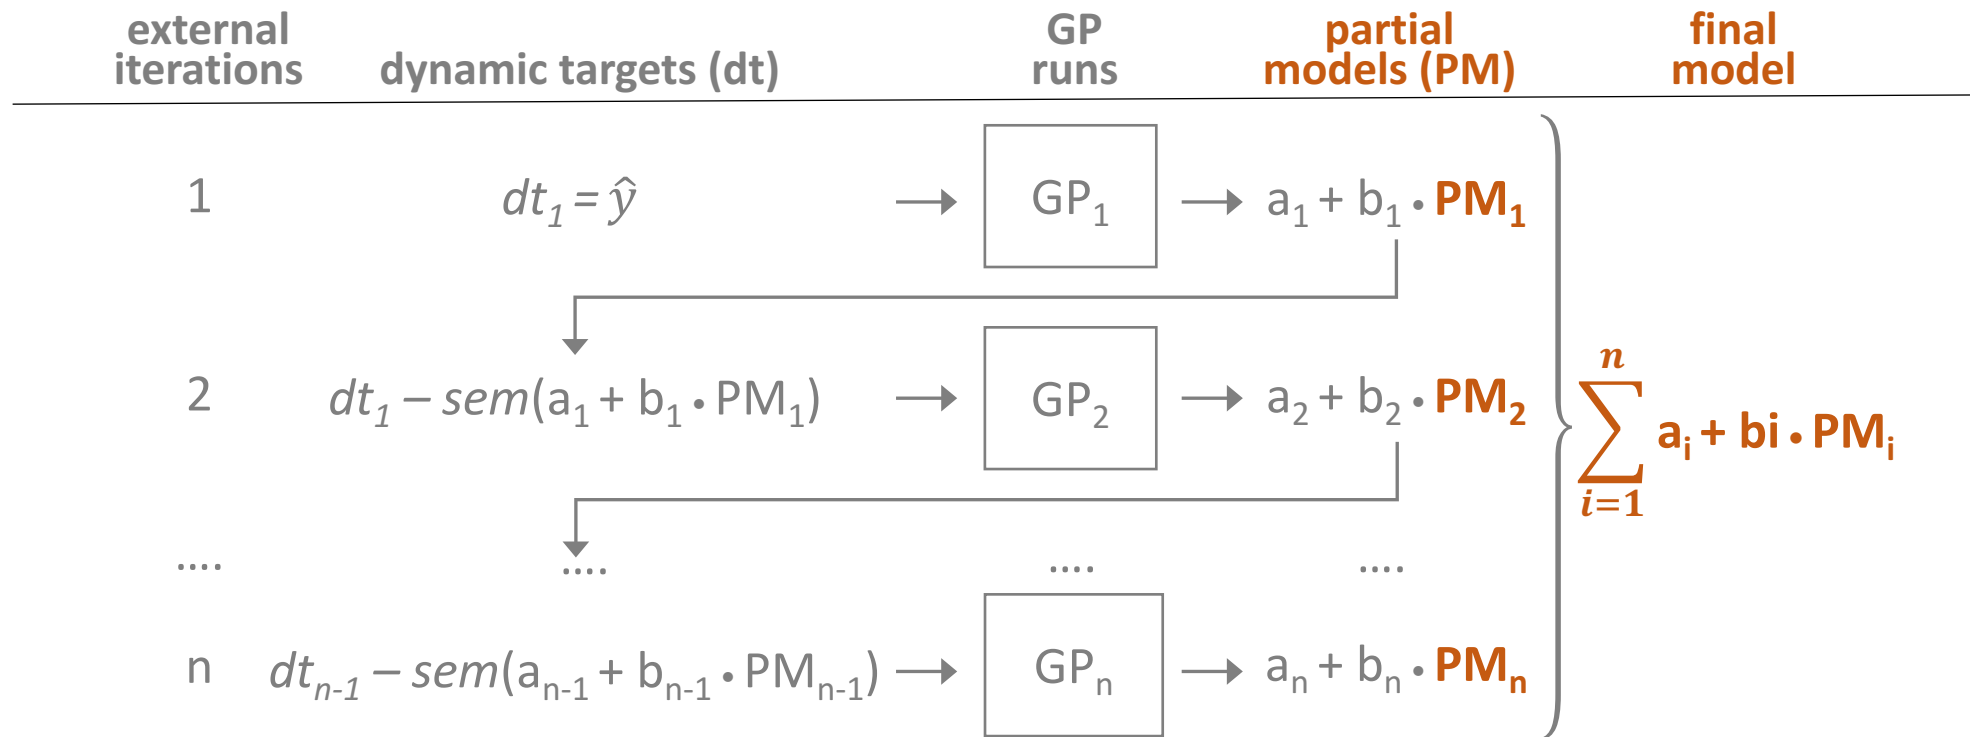 external iterations dynamic targets (dt) GP runs partial models (PM) final model
1 dt₁ = ŷ GP₁ a₁ + b₁ • PM₁
2 dt₁ – sem(a₁ + b₁ • PM₁) GP₂ a₂ + b₂ • PM₂
∑ⁿᵢ₌₁ aᵢ + bi • PMᵢ
.... .... .... ....
n dtₙ₋₁ – sem(aₙ₋₁ + bₙ₋₁ • PMₙ₋₁) GPₙ aₙ + bₙ • PMₙ